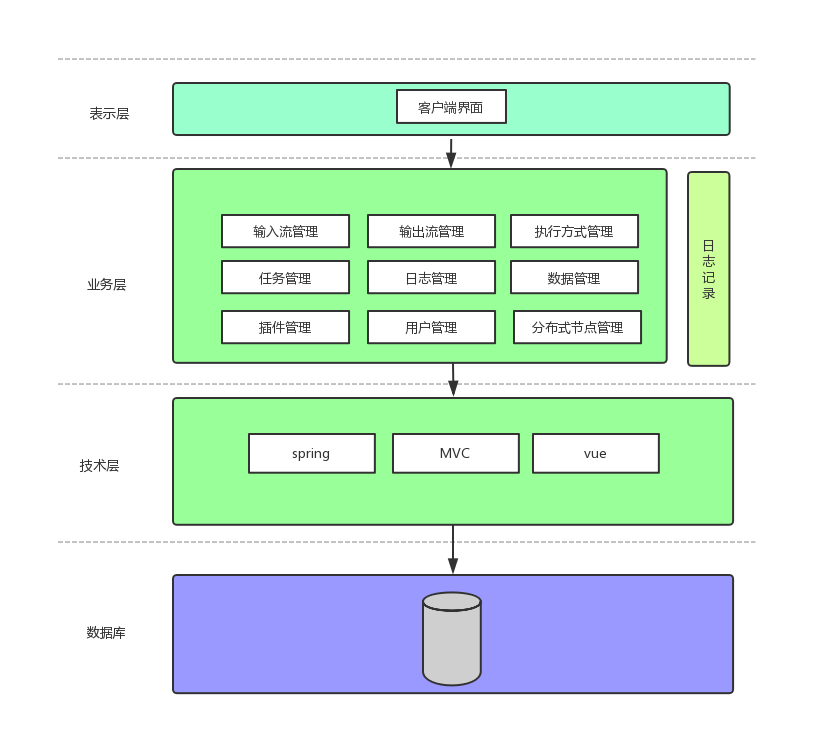 表示层
客户端界面
业务层
输入流管理
输出流管理
执行方式管理
任务管理
日志管理
数据管理
插件管理
用户管理
分布式节点管理
日志记录
技术层
spring
MVC
vue
数据库